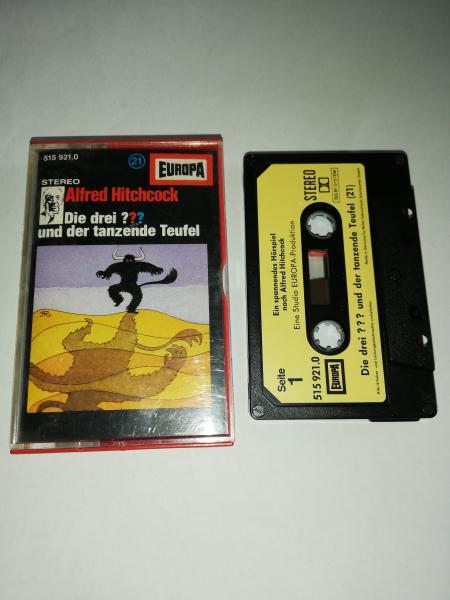 515 921.0
21
EUROPA
STEREO
Alfred Hitchcock
Die drei ???
und der tanzende Teufel
STEREO
Ein spannendes Hörspiel
nach Alfred Hitchcock
Eine Studio EUROPA-Produktion
Seite
1
515 921.0
EUROPA
Die drei ? ? ? und der tanzende Teufel (21)